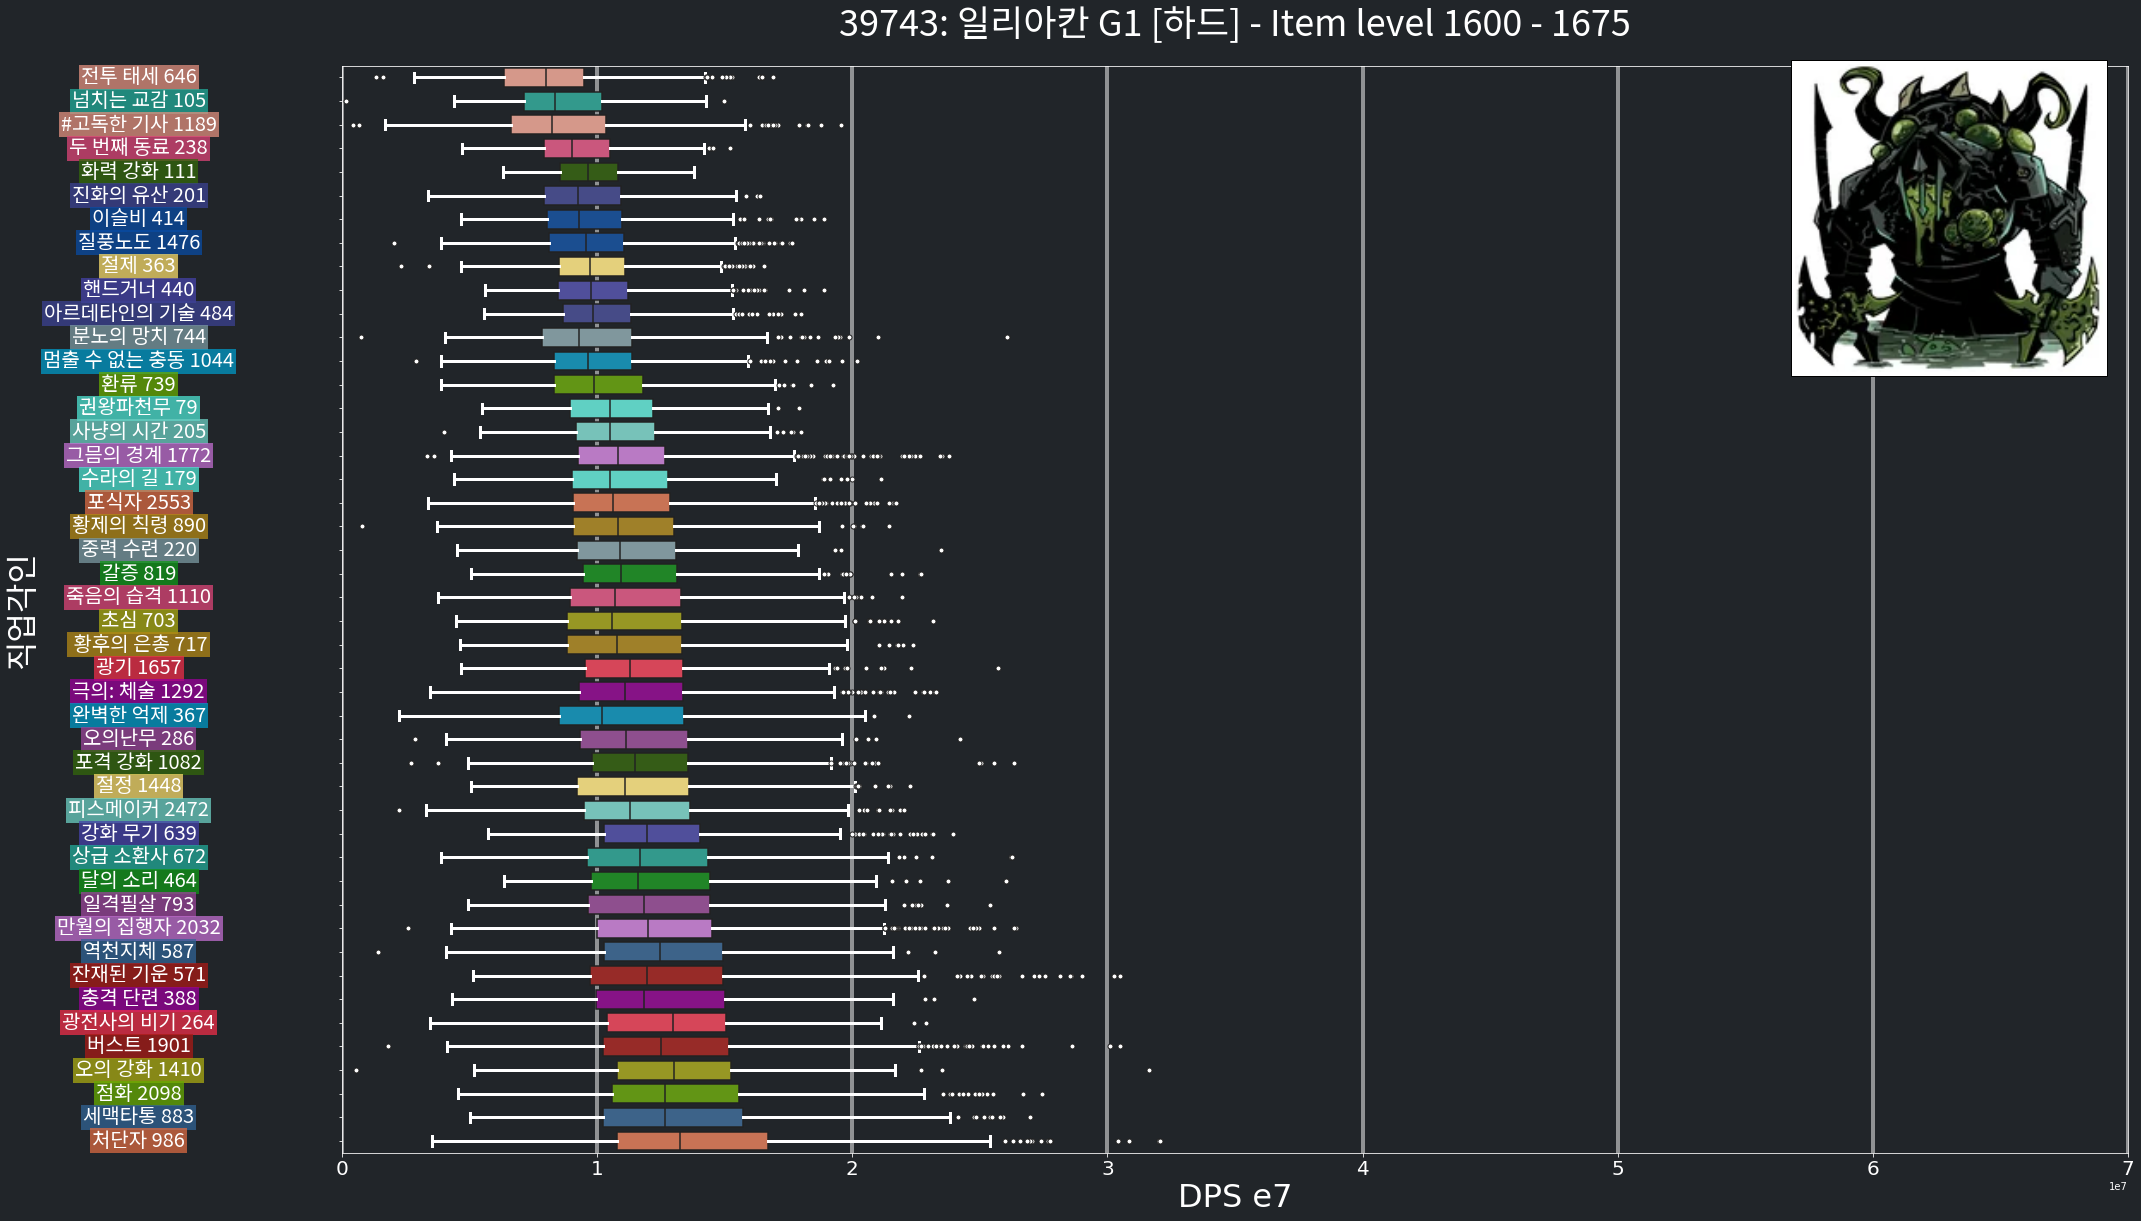 39743: 일리아칸 G1 [하드] - Item level 1600 - 1675
직업각인
전투 태세 646
넘치는 교감 105
#고독한 기사 1189
두 번째 동료 238
화력 강화 111
진화의 유산 201
이슬비 414
질풍노도 1476
절제 363
핸드거너 440
아르데타인의 기술 484
분노의 망치 744
멈출 수 없는 충동 1044
환류 739
권왕파천무 79
사냥의 시간 205
그믐의 경계 1772
수라의 길 179
포식자 2553
황제의 칙령 890
중력 수련 220
갈증 819
죽음의 습격 1110
초심 703
황후의 은총 717
광기 1657
극의: 체술 1292
완벽한 억제 367
오의난무 286
포격 강화 1082
절정 1448
피스메이커 2472
강화 무기 639
상급 소환사 672
달의 소리 464
일격필살 793
만월의 집행자 2032
역천지체 587
잔재된 기운 571
충격 단련 388
광전사의 비기 264
버스트 1901
오의 강화 1410
점화 2098
세맥타통 883
처단자 986
0 1 2 3 4 5 6 7
DPS e7
1e7